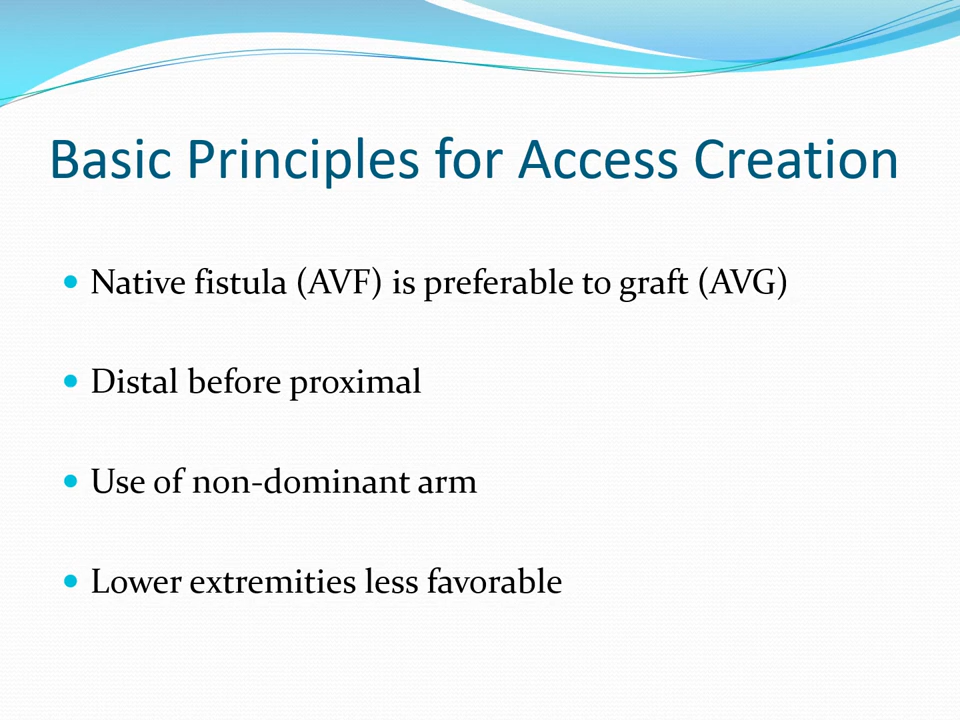 Basic Principles for Access Creation
• Native fistula (AVF) is preferable to graft (AVG)
• Distal before proximal
• Use of non-dominant arm
• Lower extremities less favorable